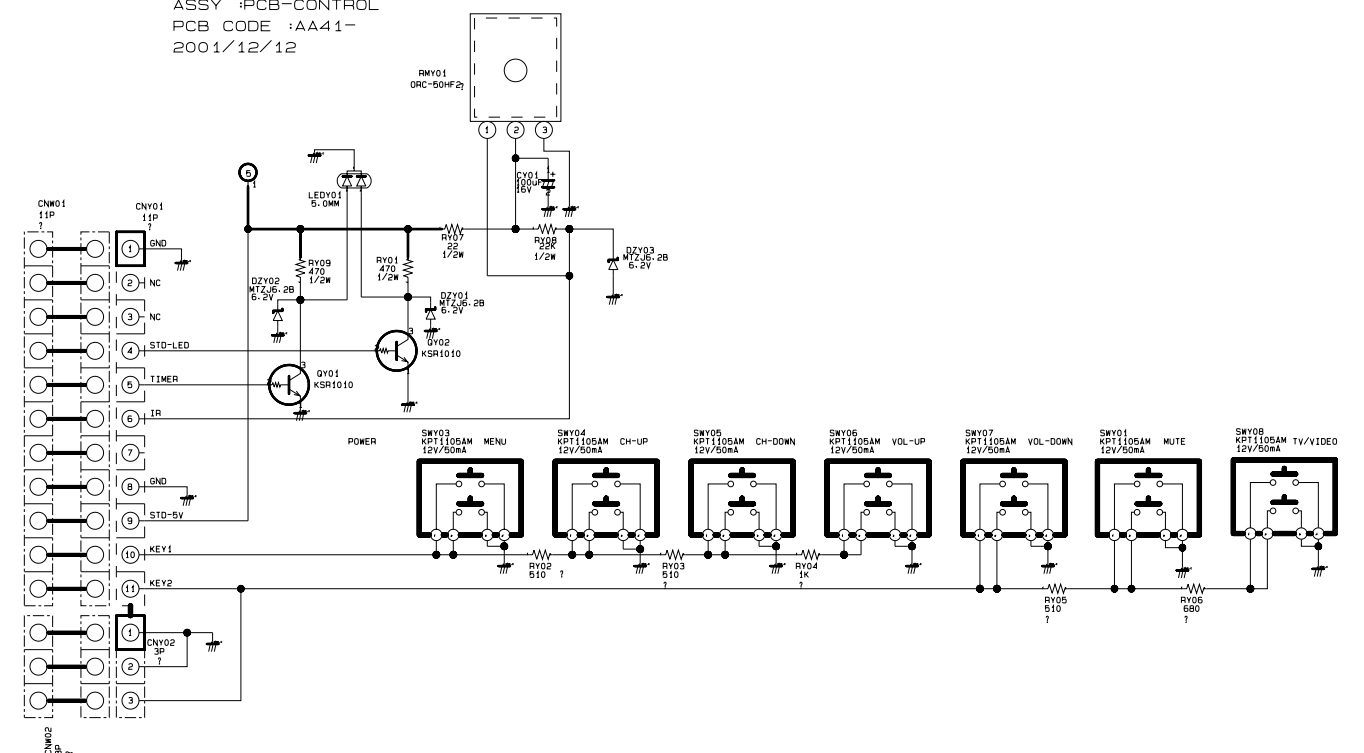 ASSY :PCB-CONTROL
PCB CODE :AA41-
2001/12/12
RMY01
ORC-50HF2?
1
2
3
CY01
100uF
16V
+
2
5
1
LEDY01
5.0MM
CNW01
11P
?
CNY01
11P
?
RY07
22
1/2W
RY08
22K
1/2W
DZY03
MTZJ6.2B
6.2V
RY09
470
1/2W
RY01
470
1/2W
DZY02
MTZJ6.2B
6.2V
DZY01
MTZJ6.2B
6.2V
1 GND
2 NC
3 NC
4 STD-LED
5 TIMER
6 IR
7
8 GND
9 STD-5V
10 KEY1
11 KEY2
3
QY02
KSR1010
3
QY01
KSR1010
POWER
SWY03
KPT1105AM MENU
12V/50mA
SWY04
KPT1105AM CH-UP
12V/50mA
SWY05
KPT1105AM CH-DOWN
12V/50mA
SWY06
KPT1105AM VOL-UP
12V/50mA
SWY07
KPT1105AM VOL-DOWN
12V/50mA
SWY01
KPT1105AM MUTE
12V/50mA
SWY08
KPT1105AM TV/VIDEO
12V/50mA
RY02
510 ?
RY03
510
?
RY04
1K
?
RY05
510
?
RY06
680
?
1
2
3
CNY02
3P
?
CNW02
3P
?